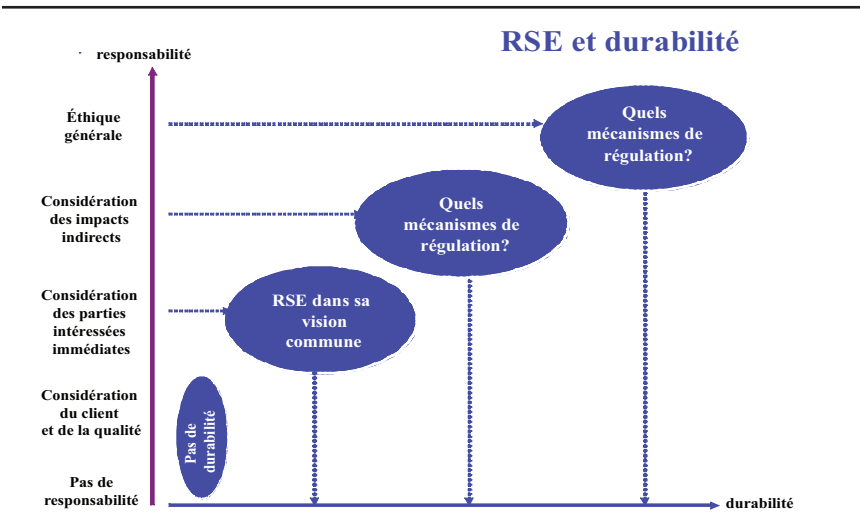 RSE et durabilité
responsabilité
Éthique
générale
Quels
mécanismes de
régulation?
Considération
des impacts
indirects
Quels
mécanismes de
régulation?
Considération
des parties
intéressées
immédiates
RSE dans sa
vision
commune
Considération
du client
et de la qualité
Pas de
durabilité
Pas de
responsabilité
durabilité